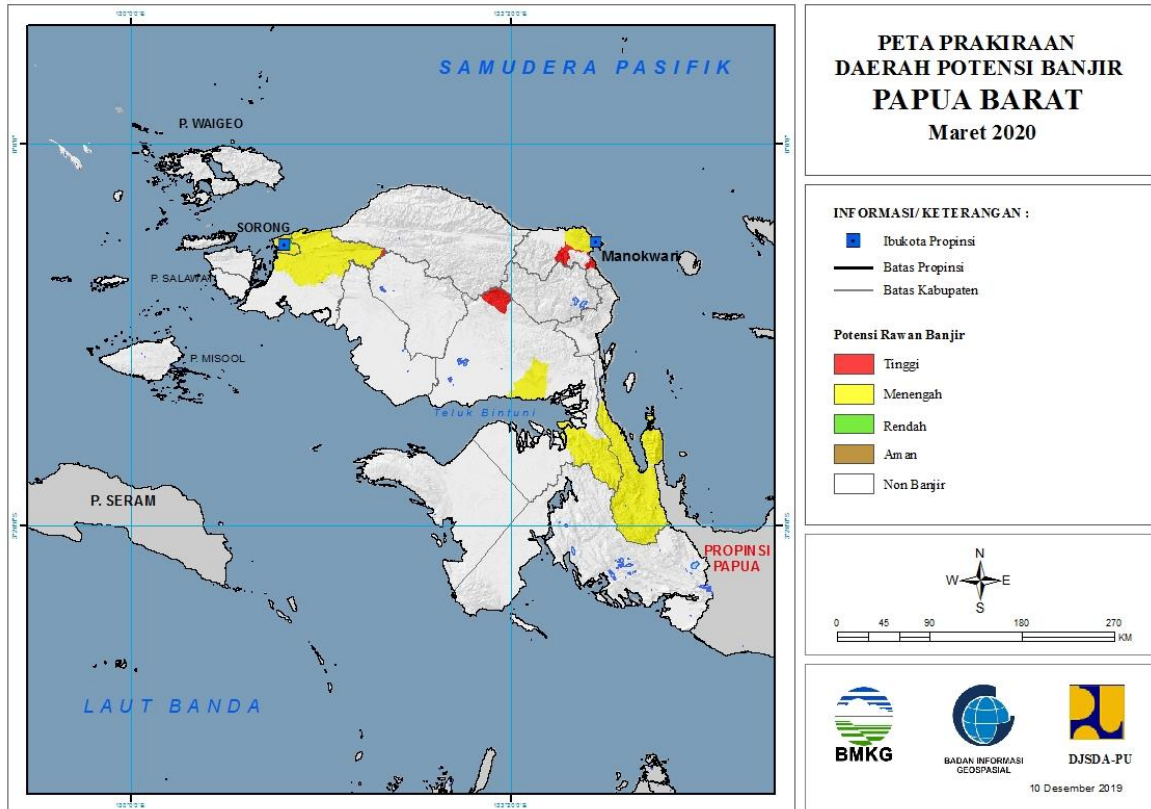 PETA PRAKIRAAN
DAERAH POTENSI BANJIR
PAPUA BARAT
Maret 2020
SAMUDERA PASIFIK
P. WAIGEO
SORONG
Manokwari
P. SALAWATI
P. MISOOL
Teluk Bintuni
P. SERAM
PROPINSI
PAPUA
LAUT BANDA
INFORMASI/KETERANGAN :
Ibukota Propinsi
Batas Propinsi
Batas Kabupaten
Potensi Rawan Banjir
Tinggi
Menengah
Rendah
Aman
Non Banjir
N
W E
S
0 45 90 180 270
KM
BMKG
BADAN INFORMASI
GEOSPASIAL
DJSDA-PU
10 Desember 2019